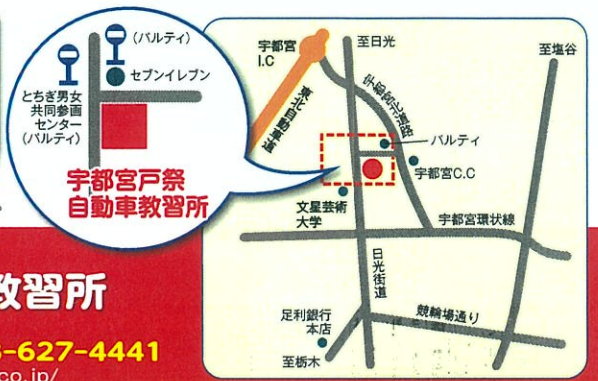 (パルティ)
セブンイレブン
とちぎ男女
共同参画
センター
(パルティ)
宇都宮戸祭
自動車教習所
宇都宮
I.C
至日光
至塩谷
東北自動車道
宇都宮北道路
パルティ
宇都宮C.C
文星芸術
大学
宇都宮環状線
日光街道
足利銀行
本店
競輪場通り
至栃木
教習所
-627-4441
co.jp/